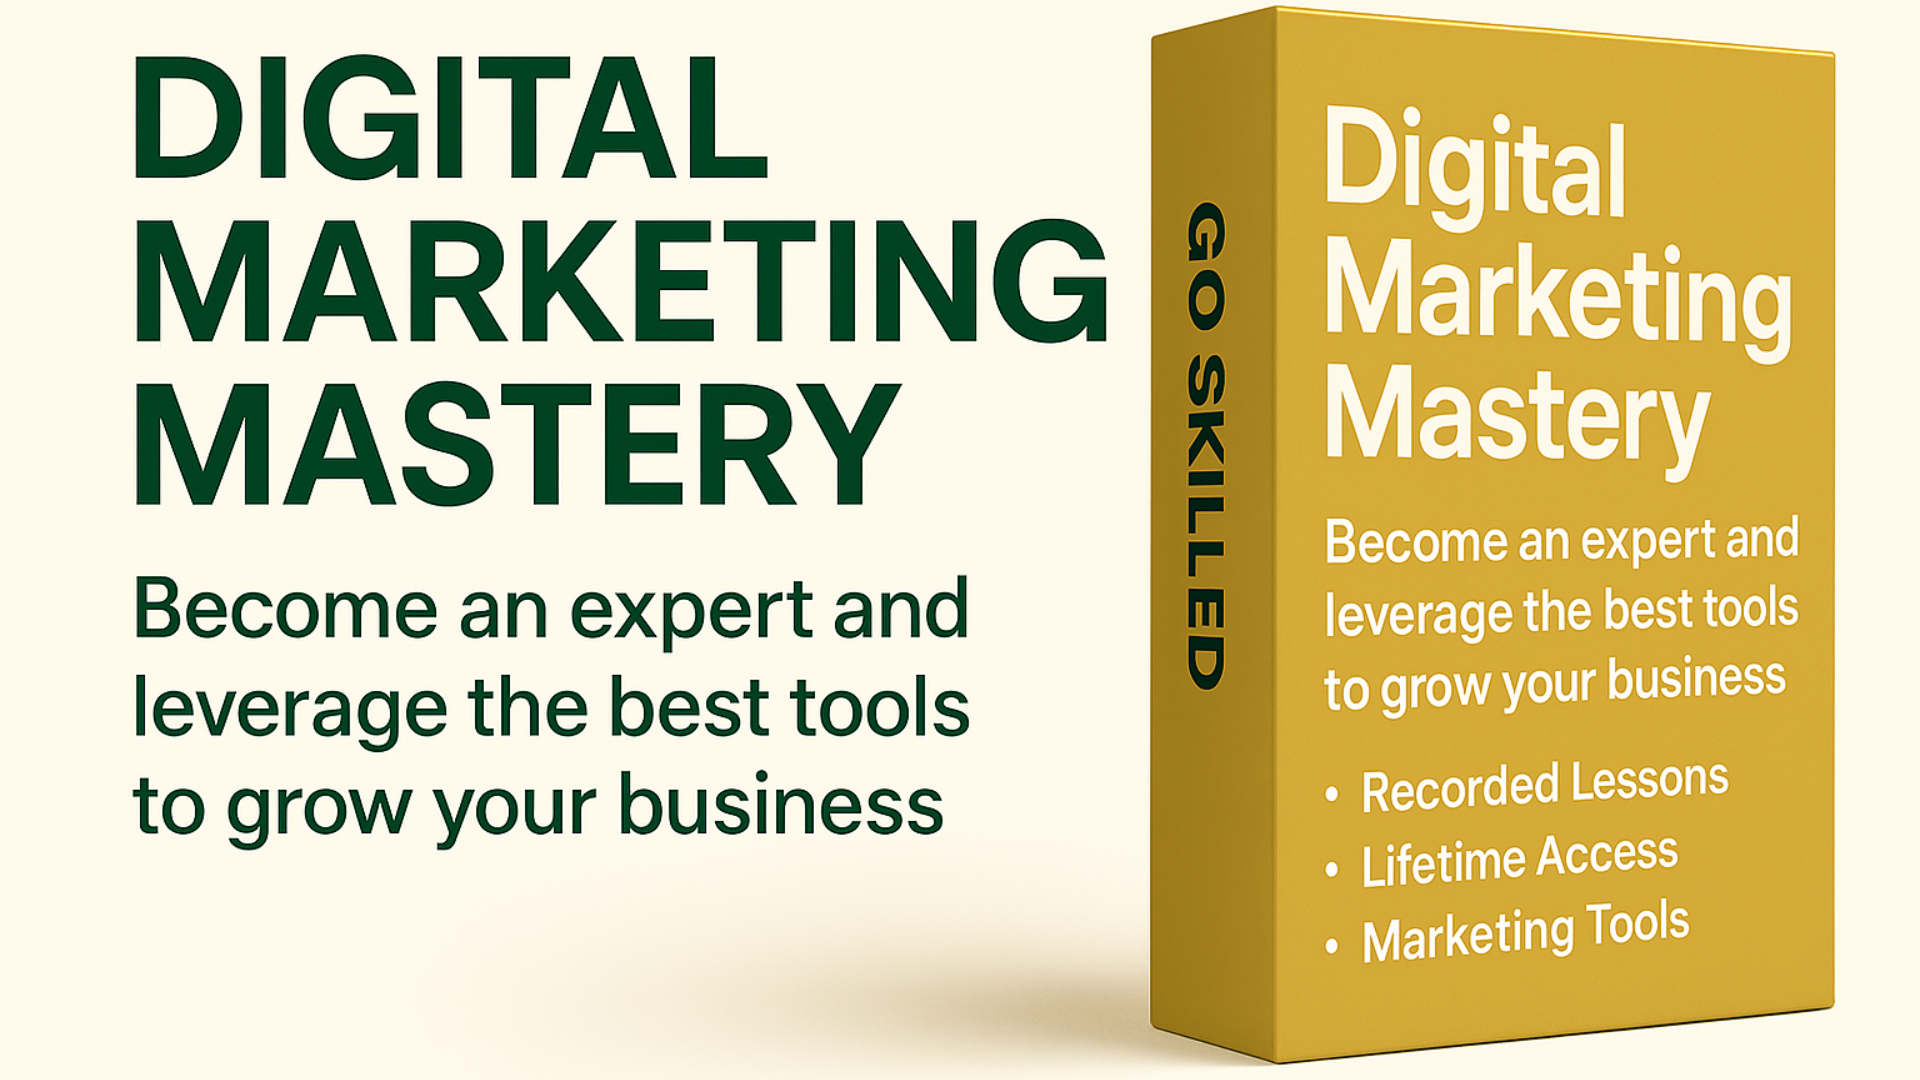 DIGITAL
MARKETING
MASTERY
Become an expert and
leverage the best tools
to grow your business
GO SKILLED
Digital
Marketing
Mastery
Become an expert and
leverage the best tools
to grow your business
• Recorded Lessons
• Lifetime Access
• Marketing Tools